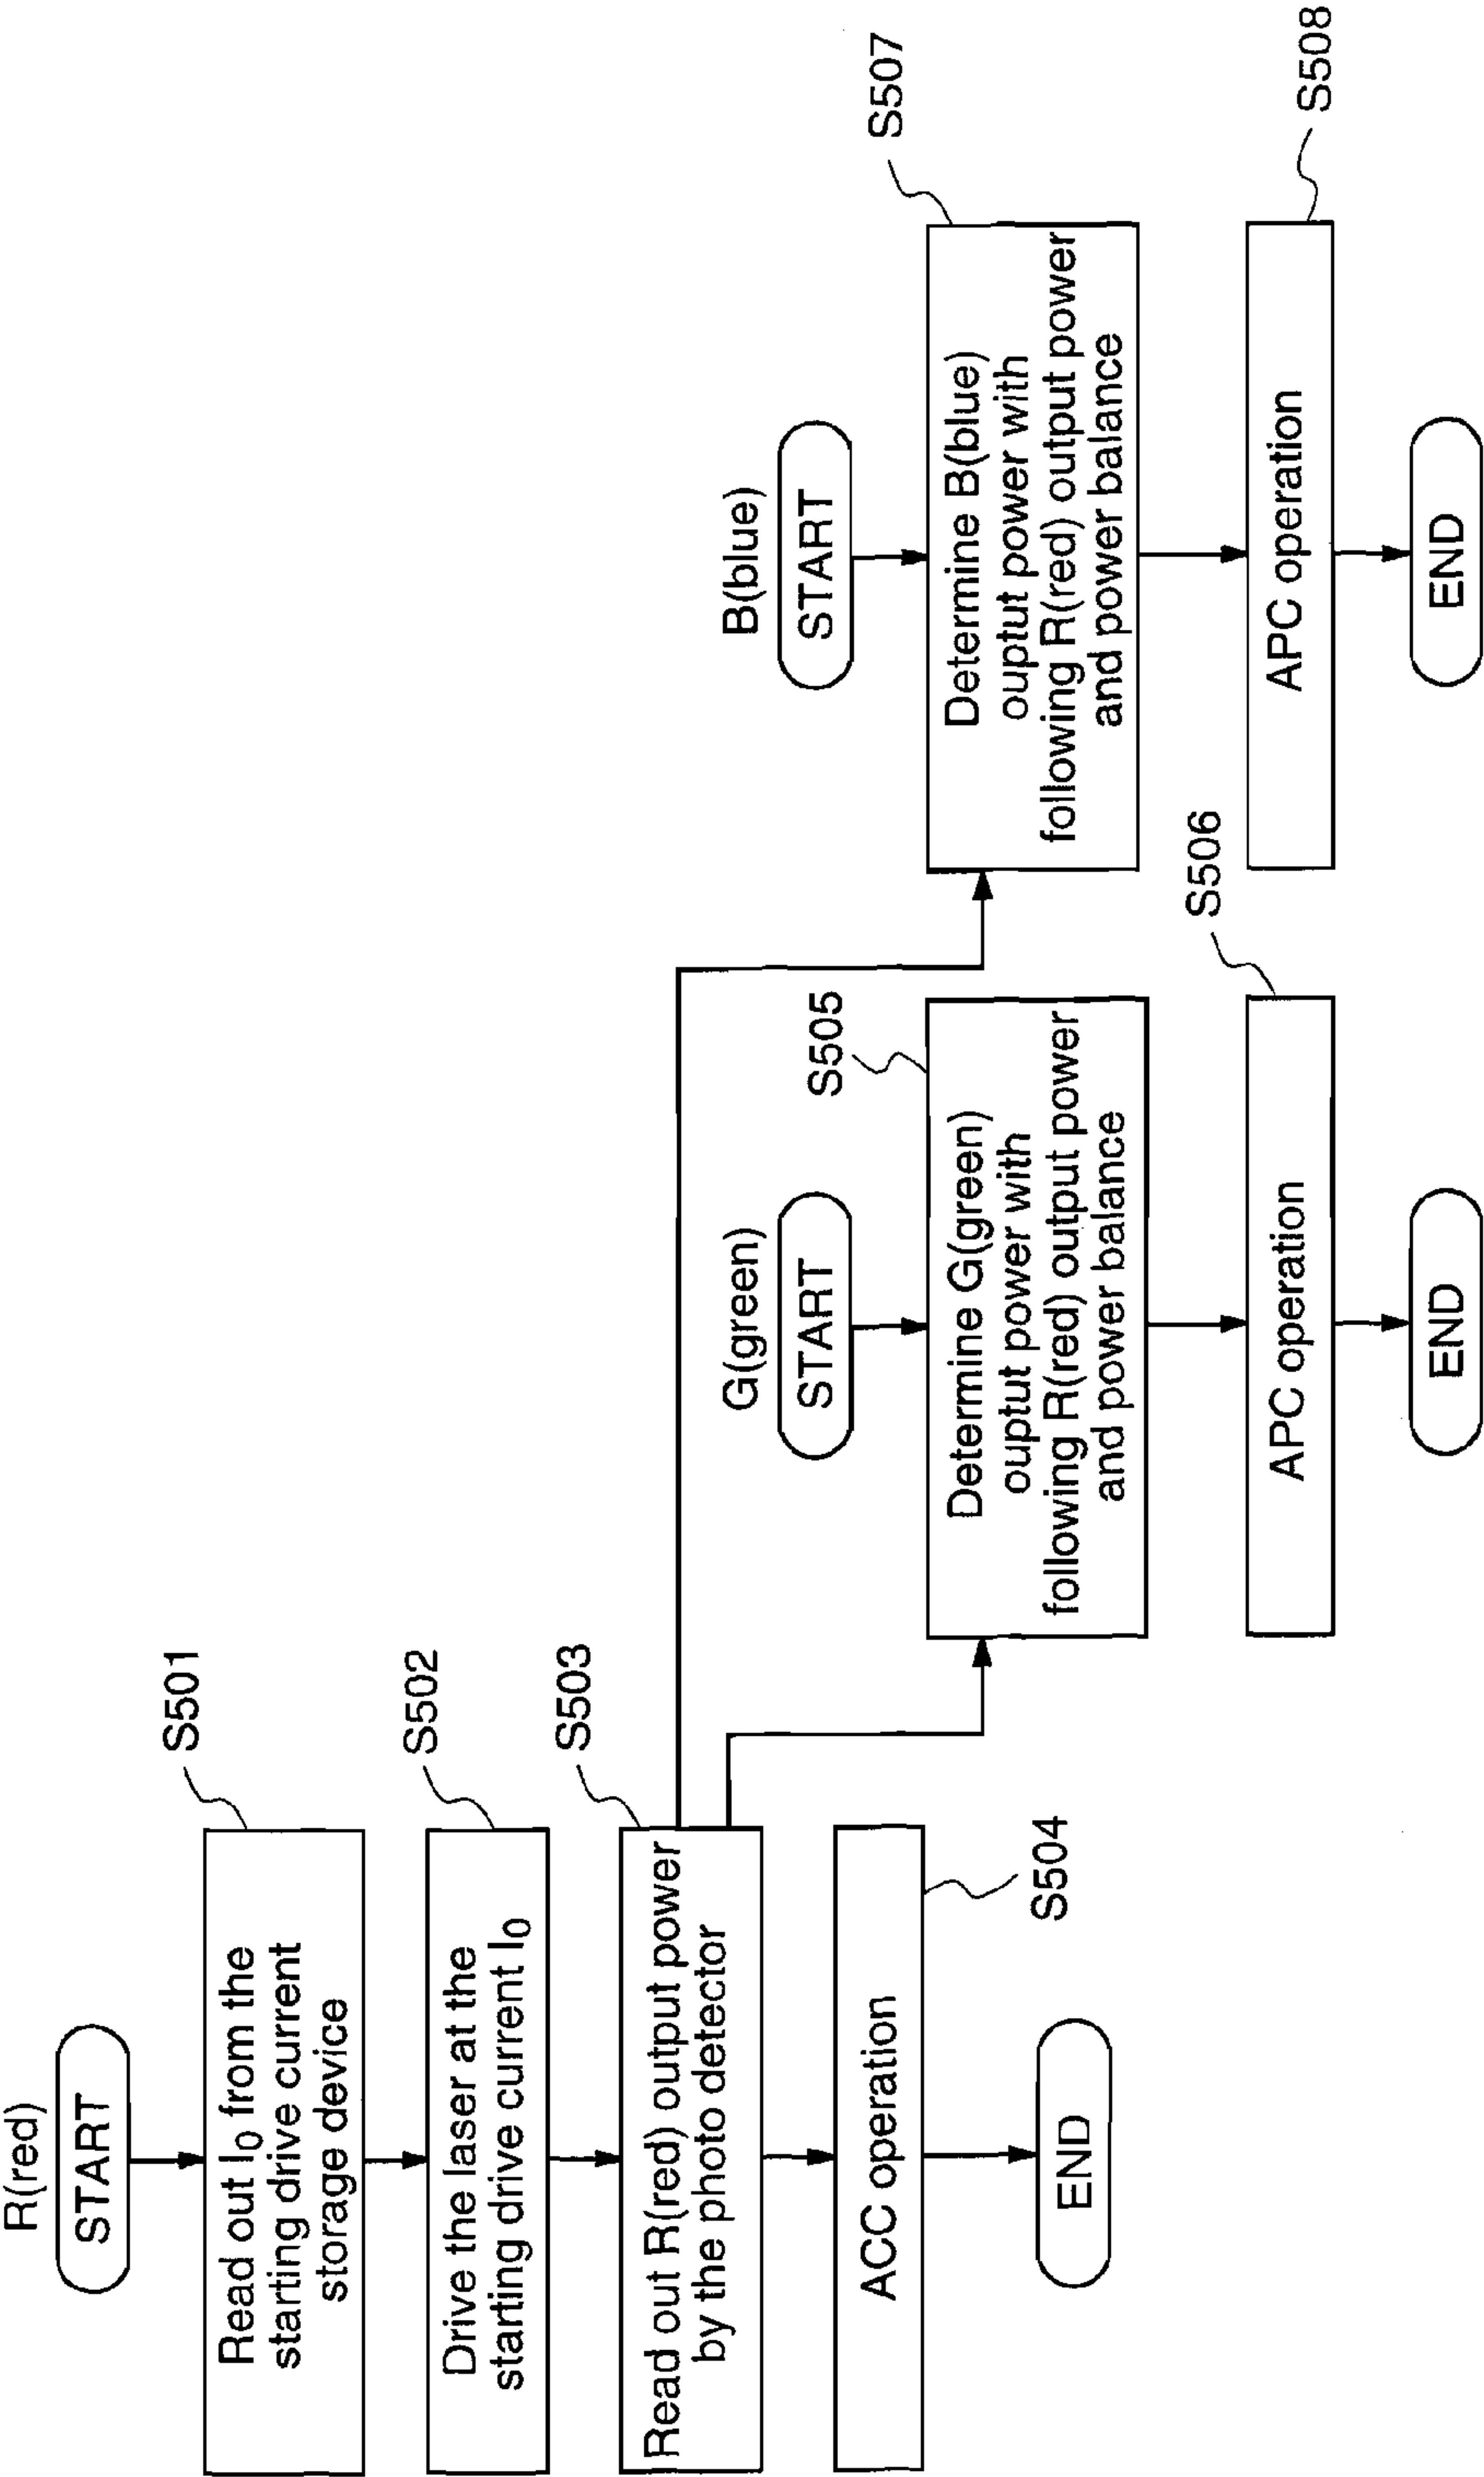 R(red)
START
S501
Read out I0 from the
starting drive current
storage device
S502
Drive the laser at the
starting drive current I0
S503
Read out R(red) output power
by the photo detector
ACC operation
S504
END
G(green)
START
S505
Determine G(green)
ouptut power with
following R(red) output power
and power balance
S506
APC operation
END
B(blue)
START
S507
Determine B(blue)
ouptut power with
following R(red) output power
and power balance
S508
APC operation
END